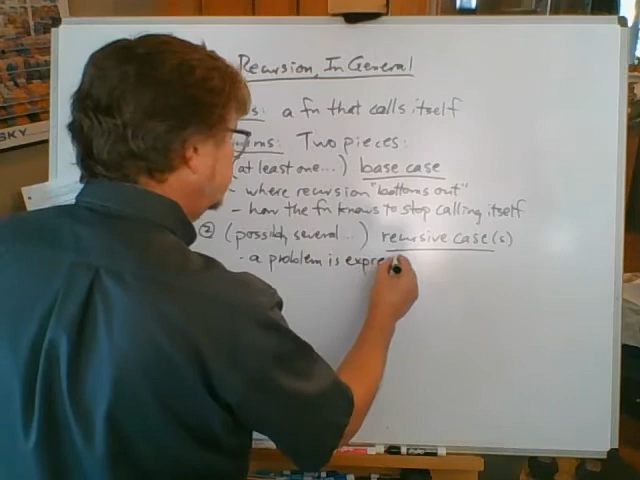 Recursion, In General
s: a fn that calls itself
Two pieces:
(at least one...) base case
- where recursion "bottoms out"
- how the fn knows to stop calling itself
② (possibly several...) recursive case(s)
- a problem is expre
SKY